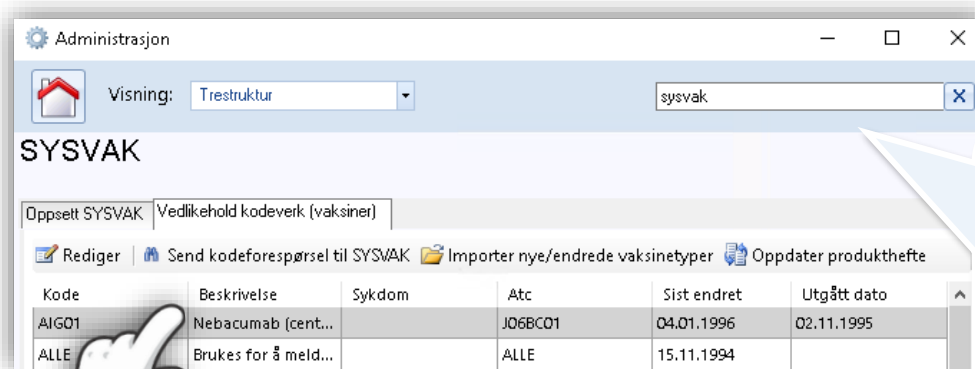 Administrasjon
Visning: Trestruktur sysvak
SYSVAK
Oppsett SYSVAK Vedlikehold kodeverk (vaksiner)
Rediger Send kodeforespørsel til SYSVAK Importer nye/endrede vaksinetyper Oppdater produkthefte
Kode Beskrivelse Sykdom Atc Sist endret Utgått dato
AIG01 Nebacumab (cent... J06BC01 04.01.1996 02.11.1995
ALLE Brukes for å meld... ALLE 15.11.1994